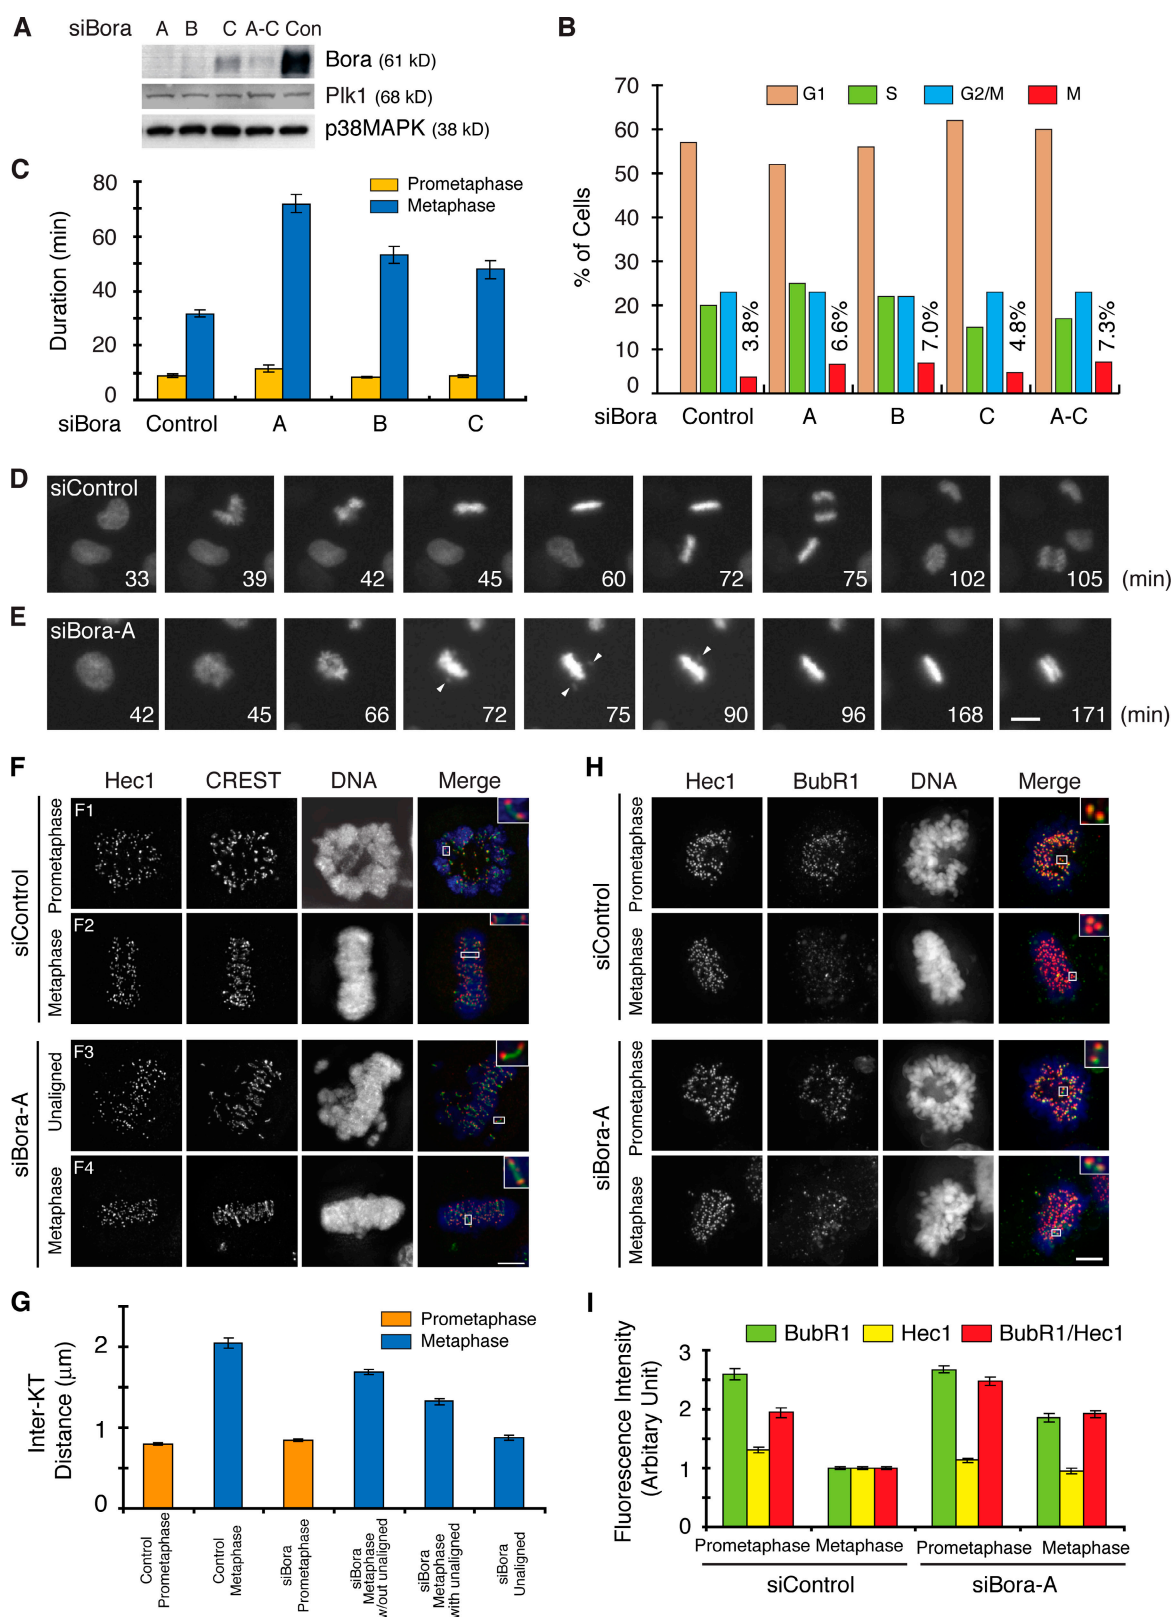 A
siBora A B C A-C Con
Bora (61 kD)
Plk1 (68 kD)
p38MAPK (38 kD)
B
70
60
50
40
30
20
10
0
% of Cells
G1 S G2/M M
3.8%
6.6%
7.0%
4.8%
7.3%
siBora Control A B C A-C
C
80
60
40
20
0
Duration (min)
Prometaphase
Metaphase
siBora Control A B C
D
siControl
33 39 42 45 60 72 75 102 105 (min)
E
siBora-A
42 45 66 72 75 90 96 168 171 (min)
F
Hec1 CREST DNA Merge
siControl
Prometaphase
F1
Metaphase
F2
siBora-A
Unaligned
F3
Metaphase
F4
H
Hec1 BubR1 DNA Merge
siControl
Prometaphase
Metaphase
siBora-A
Prometaphase
Metaphase
G
2
1
0
Inter-KT
Distance (μm)
Prometaphase
Metaphase
Control
Prometaphase
Control
Metaphase
siBora
Prometaphase
siBora
Metaphase
w/out unaligned
siBora
Metaphase
with unaligned
siBora
Unaligned
I
BubR1 Hec1 BubR1/Hec1
3
2
1
0
Fluorescence Intensity
(Arbitary Unit)
Prometaphase Metaphase Prometaphase Metaphase
siControl siBora-A